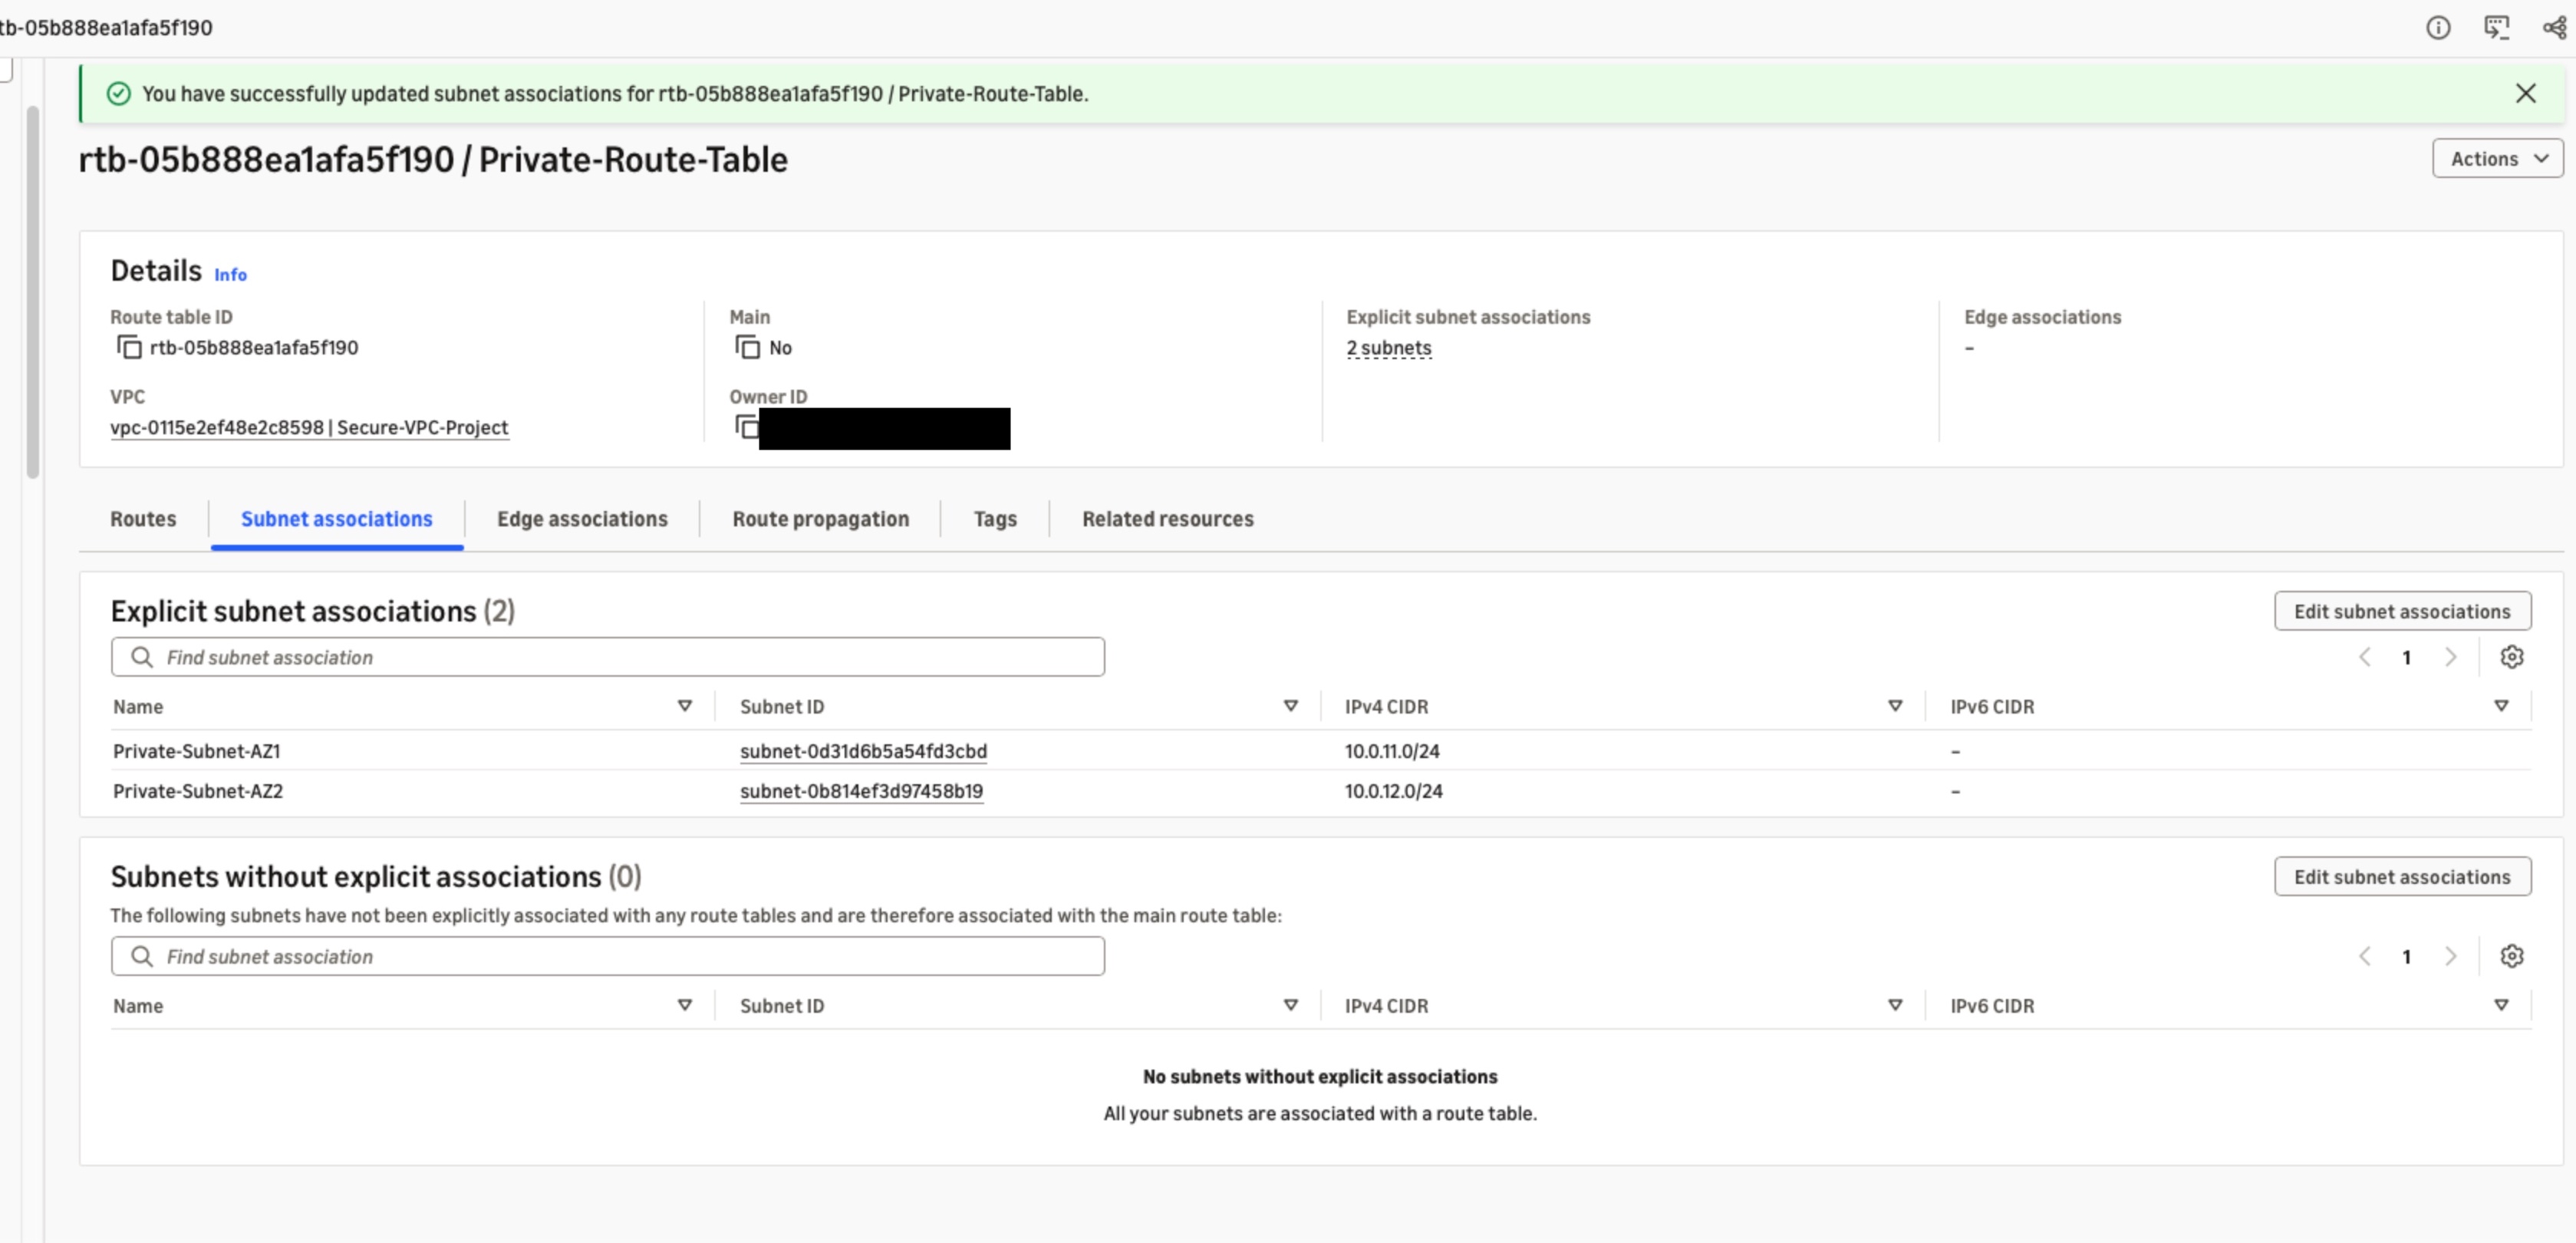 tb-05b888ea1afa5f190
You have successfully updated subnet associations for rtb-05b888ea1afa5f190 / Private-Route-Table.
rtb-05b888ea1afa5f190 / Private-Route-Table
Actions
Details Info
Route table ID
rtb-05b888ea1afa5f190
Main
No
Explicit subnet associations
2 subnets
Edge associations
–
VPC
vpc-0115e2ef48e2c8598 | Secure-VPC-Project
Owner ID
Routes Subnet associations Edge associations Route propagation Tags Related resources
Explicit subnet associations (2)
Edit subnet associations
Find subnet association
1
Name Subnet ID IPv4 CIDR IPv6 CIDR
Private-Subnet-AZ1 subnet-0d31d6b5a54fd3cbd 10.0.11.0/24 –
Private-Subnet-AZ2 subnet-0b814ef3d97458b19 10.0.12.0/24 –
Subnets without explicit associations (0)
Edit subnet associations
The following subnets have not been explicitly associated with any route tables and are therefore associated with the main route table:
Find subnet association
1
Name Subnet ID IPv4 CIDR IPv6 CIDR
No subnets without explicit associations
All your subnets are associated with a route table.